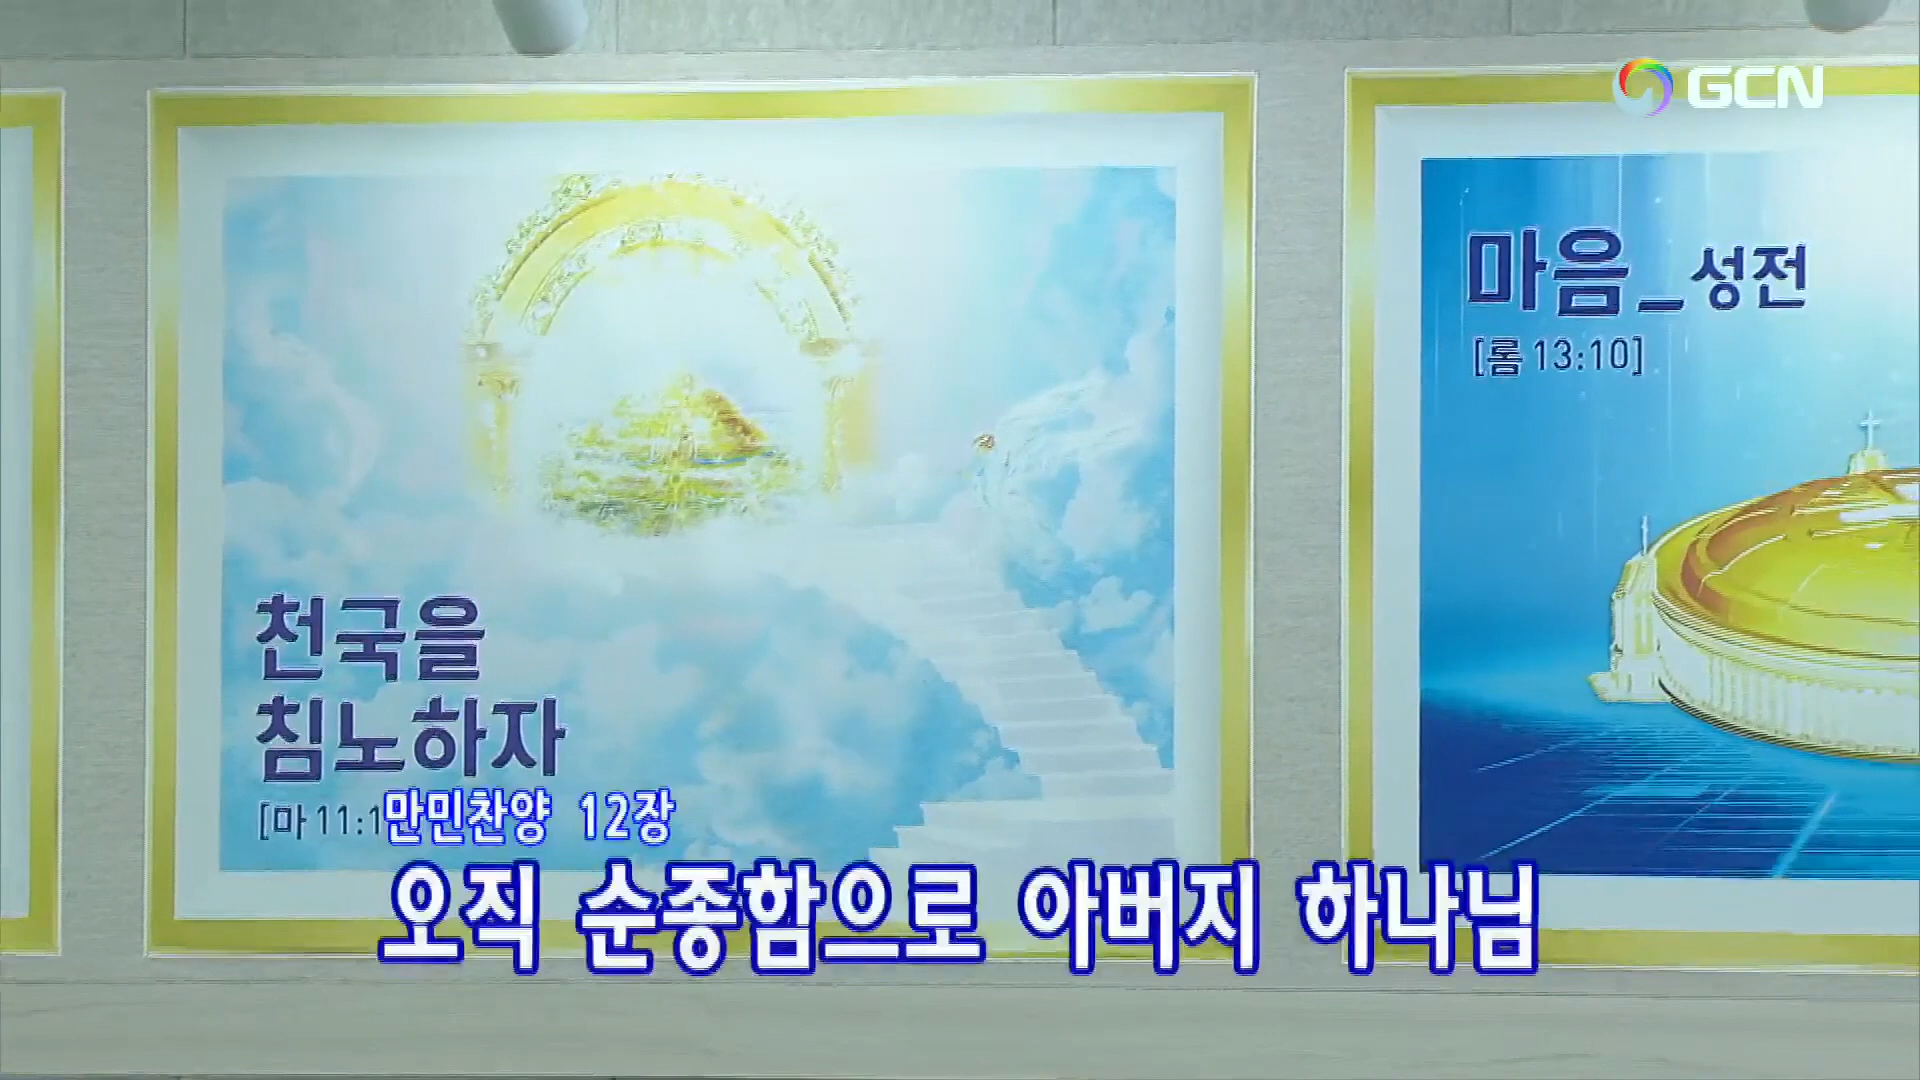 GCN
마음_성전
[롬 13:10]
천국을
침노하자
[마 11:1
만민찬양 12장
오직 순종함으로 아버지 하나님